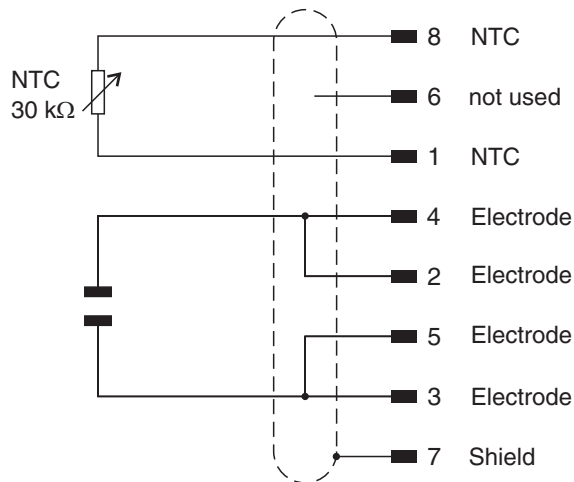 8 NTC
NTC
30 kΩ
6 not used
1 NTC
4 Electrode
2 Electrode
5 Electrode
3 Electrode
7 Shield